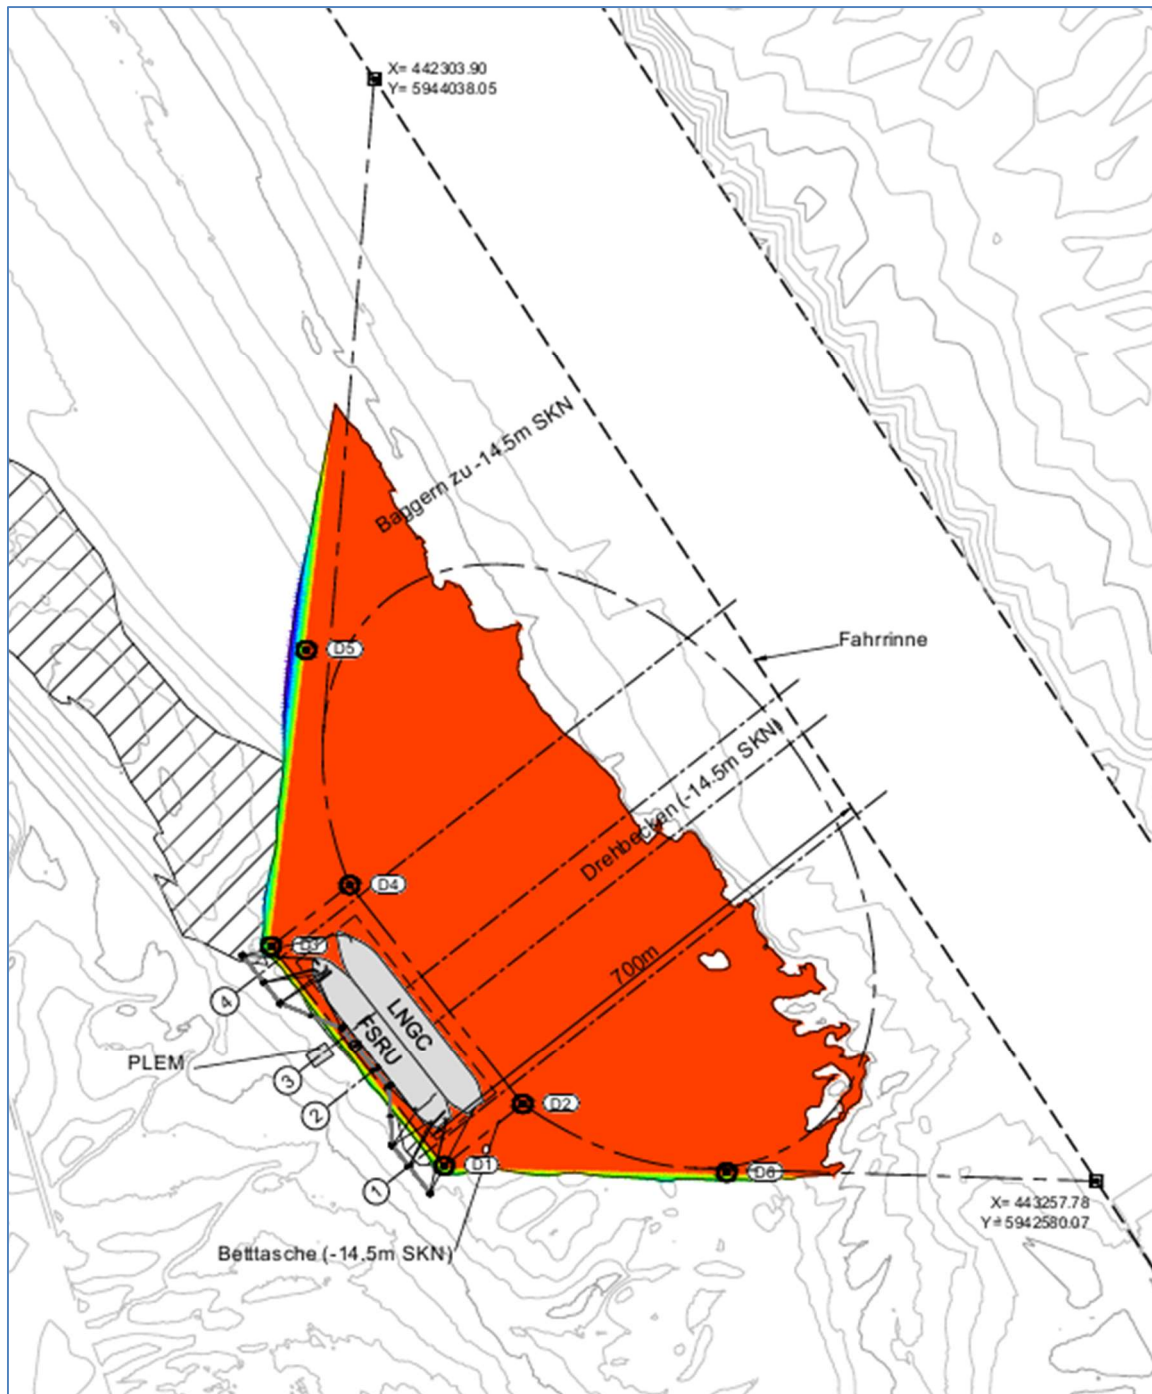 X= 442303.90
Y= 5944038.05
Baggern zu -14.5m SKN
Fahrrinne
D5
Drehbecken (-14.5m SKN)
D4
D3
700m
4
LNGC
FSRU
PLEM
3
2
D2
D1
D6
1
X= 443257.78
Y= 5942580.07
Betttasche (-14.5m SKN)